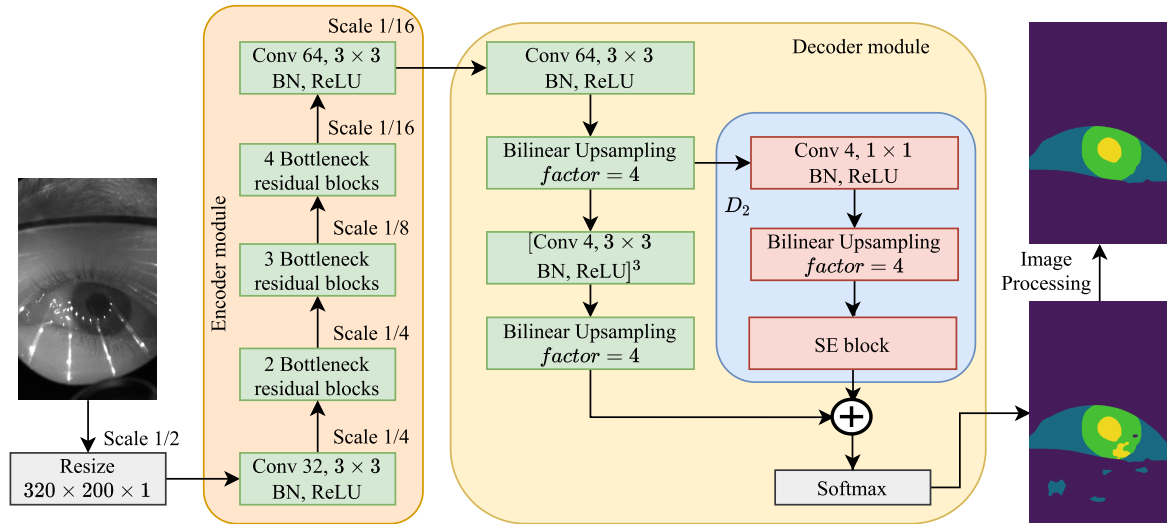 Scale 1/2
Resize
320 × 200 × 1
Encoder module
Scale 1/16
Conv 64, 3 × 3
BN, ReLU
Scale 1/16
4 Bottleneck
residual blocks
Scale 1/8
3 Bottleneck
residual blocks
Scale 1/4
2 Bottleneck
residual blocks
Scale 1/4
Conv 32, 3 × 3
BN, ReLU
Decoder module
Conv 64, 3 × 3
BN, ReLU
Bilinear Upsampling
factor = 4
[Conv 4, 3 × 3
BN, ReLU]³
Bilinear Upsampling
factor = 4
D₂
Conv 4, 1 × 1
BN, ReLU
Bilinear Upsampling
factor = 4
SE block
+
Softmax
Image
Processing